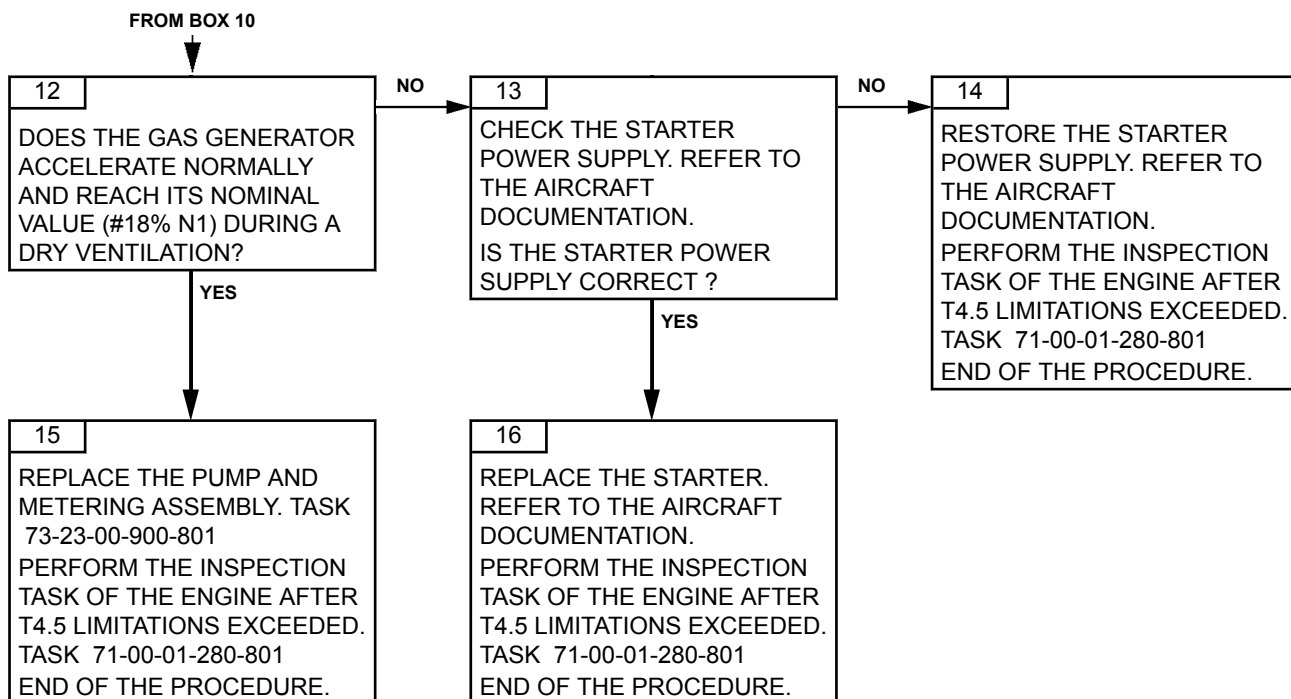 FROM BOX 10
12
DOES THE GAS GENERATOR
ACCELERATE NORMALLY
AND REACH ITS NOMINAL
VALUE (#18% N1) DURING A
DRY VENTILATION?
NO
13
CHECK THE STARTER
POWER SUPPLY. REFER TO
THE AIRCRAFT
DOCUMENTATION.
IS THE STARTER POWER
SUPPLY CORRECT ?
NO
14
RESTORE THE STARTER
POWER SUPPLY. REFER TO
THE AIRCRAFT
DOCUMENTATION.
PERFORM THE INSPECTION
TASK OF THE ENGINE AFTER
T4.5 LIMITATIONS EXCEEDED.
TASK 71-00-01-280-801
END OF THE PROCEDURE.
YES
YES
15
REPLACE THE PUMP AND
METERING ASSEMBLY. TASK
73-23-00-900-801
PERFORM THE INSPECTION
TASK OF THE ENGINE AFTER
T4.5 LIMITATIONS EXCEEDED.
TASK 71-00-01-280-801
END OF THE PROCEDURE.
16
REPLACE THE STARTER.
REFER TO THE AIRCRAFT
DOCUMENTATION.
PERFORM THE INSPECTION
TASK OF THE ENGINE AFTER
T4.5 LIMITATIONS EXCEEDED.
TASK 71-00-01-280-801
END OF THE PROCEDURE.